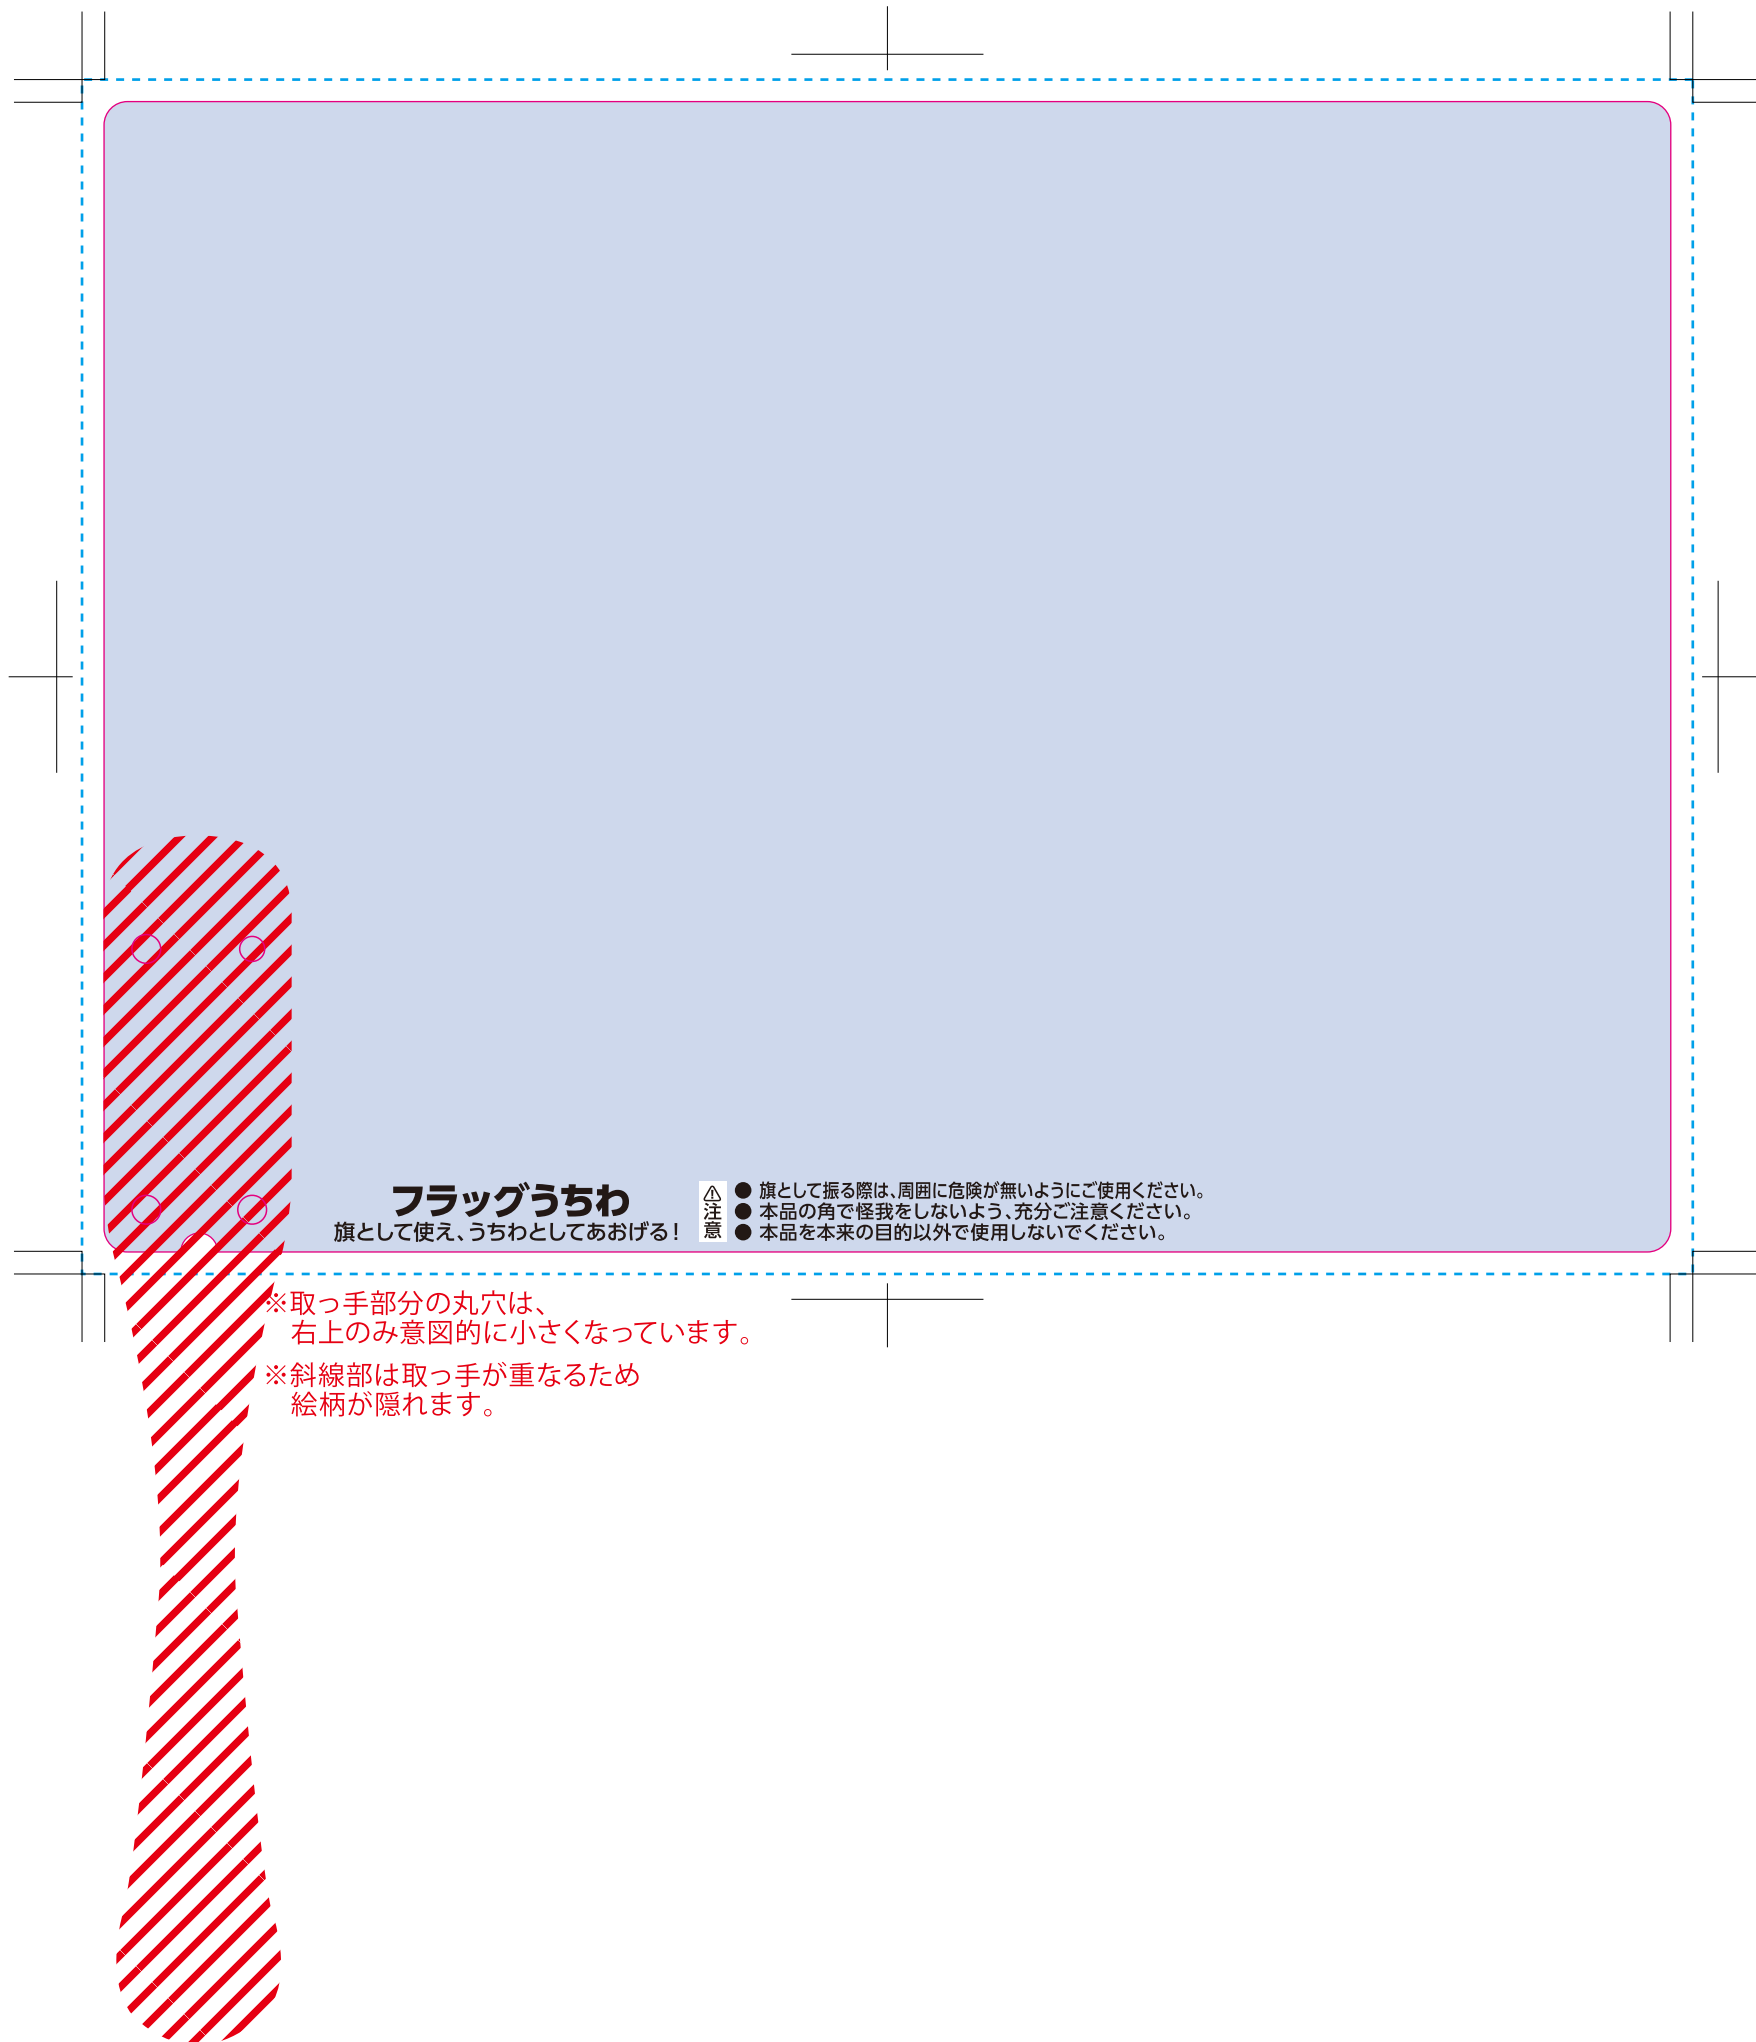 フラッグうちわ
旗として使え、うちわとしてあおげる!
注意
● 旗として振る際は、周囲に危険が無いようにご使用ください。
● 本品の角で怪我をしないよう、充分ご注意ください。
● 本品を本来の目的以外で使用しないでください。
※取っ手部分の丸穴は、
右上のみ意図的に小さくなっています。
※斜線部は取っ手が重なるため
絵柄が隠れます。